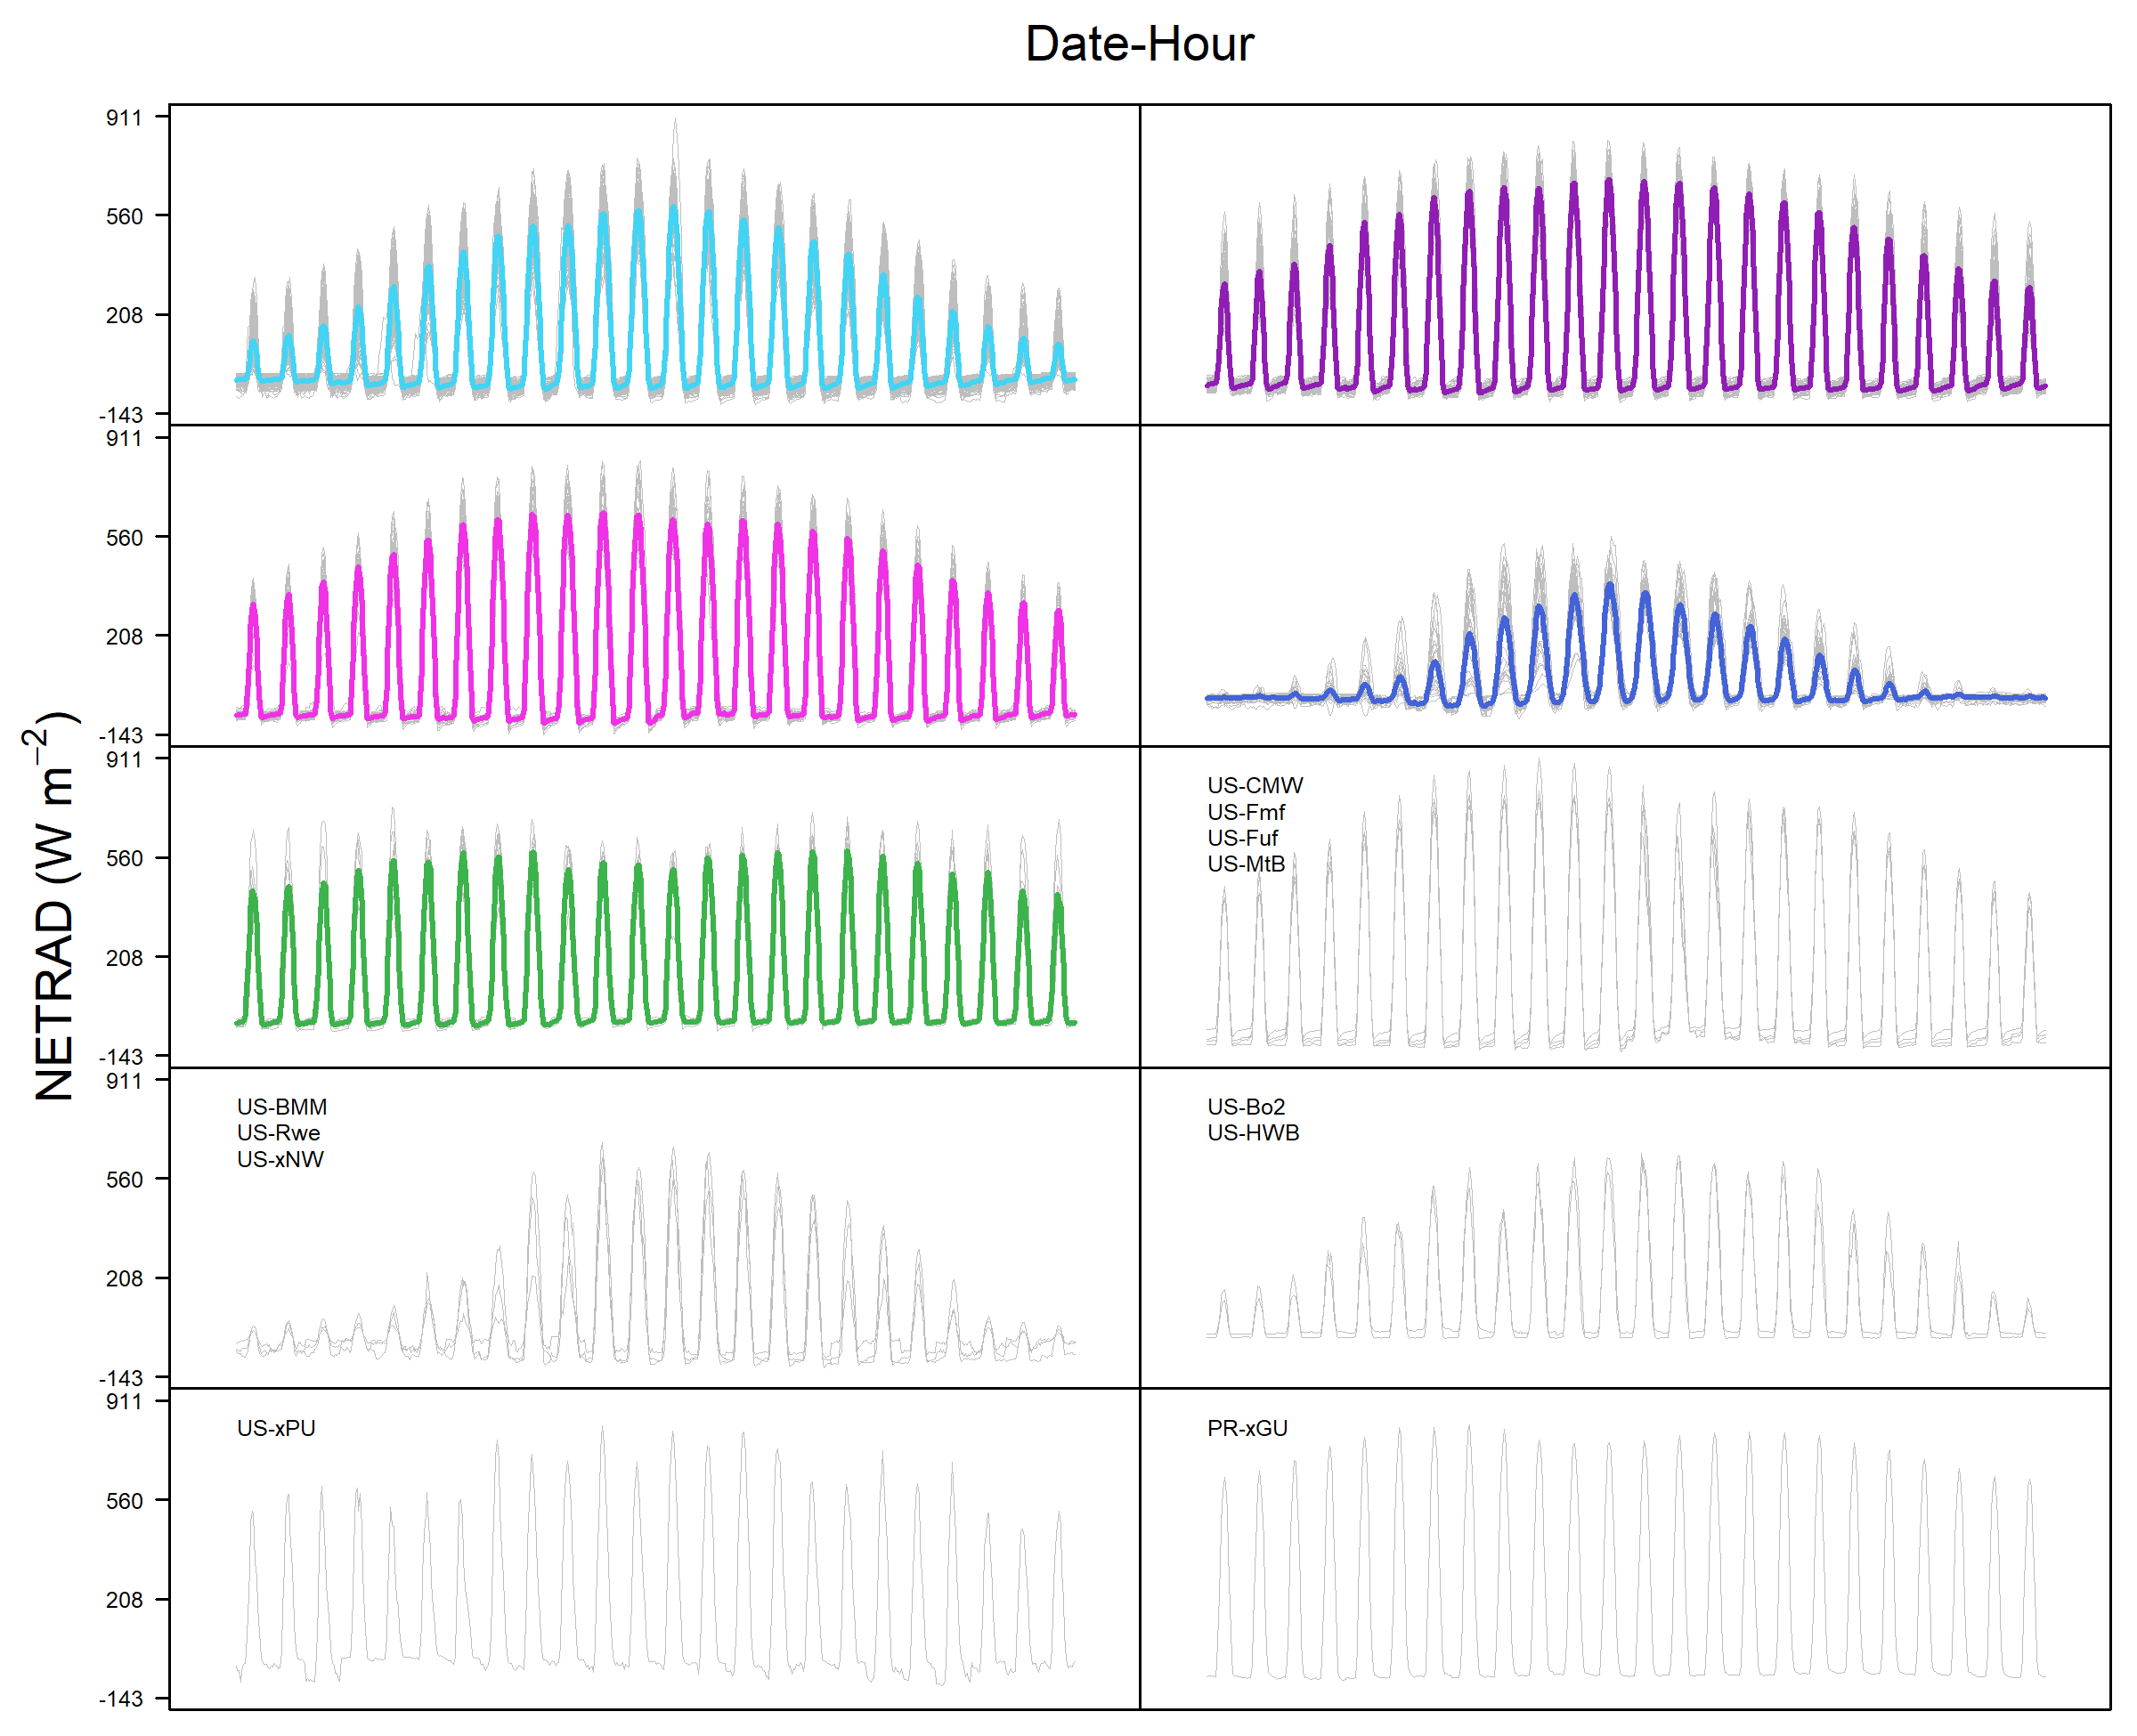 Date-Hour
NETRAD (W m⁻²)
911
560
208
-143
911
560
208
-143
911
560
208
-143
US-CMW
US-Fmf
US-Fuf
US-MtB
911
560
208
-143
US-BMM
US-Rwe
US-xNW
US-Bo2
US-HWB
911
560
208
-143
US-xPU
PR-xGU